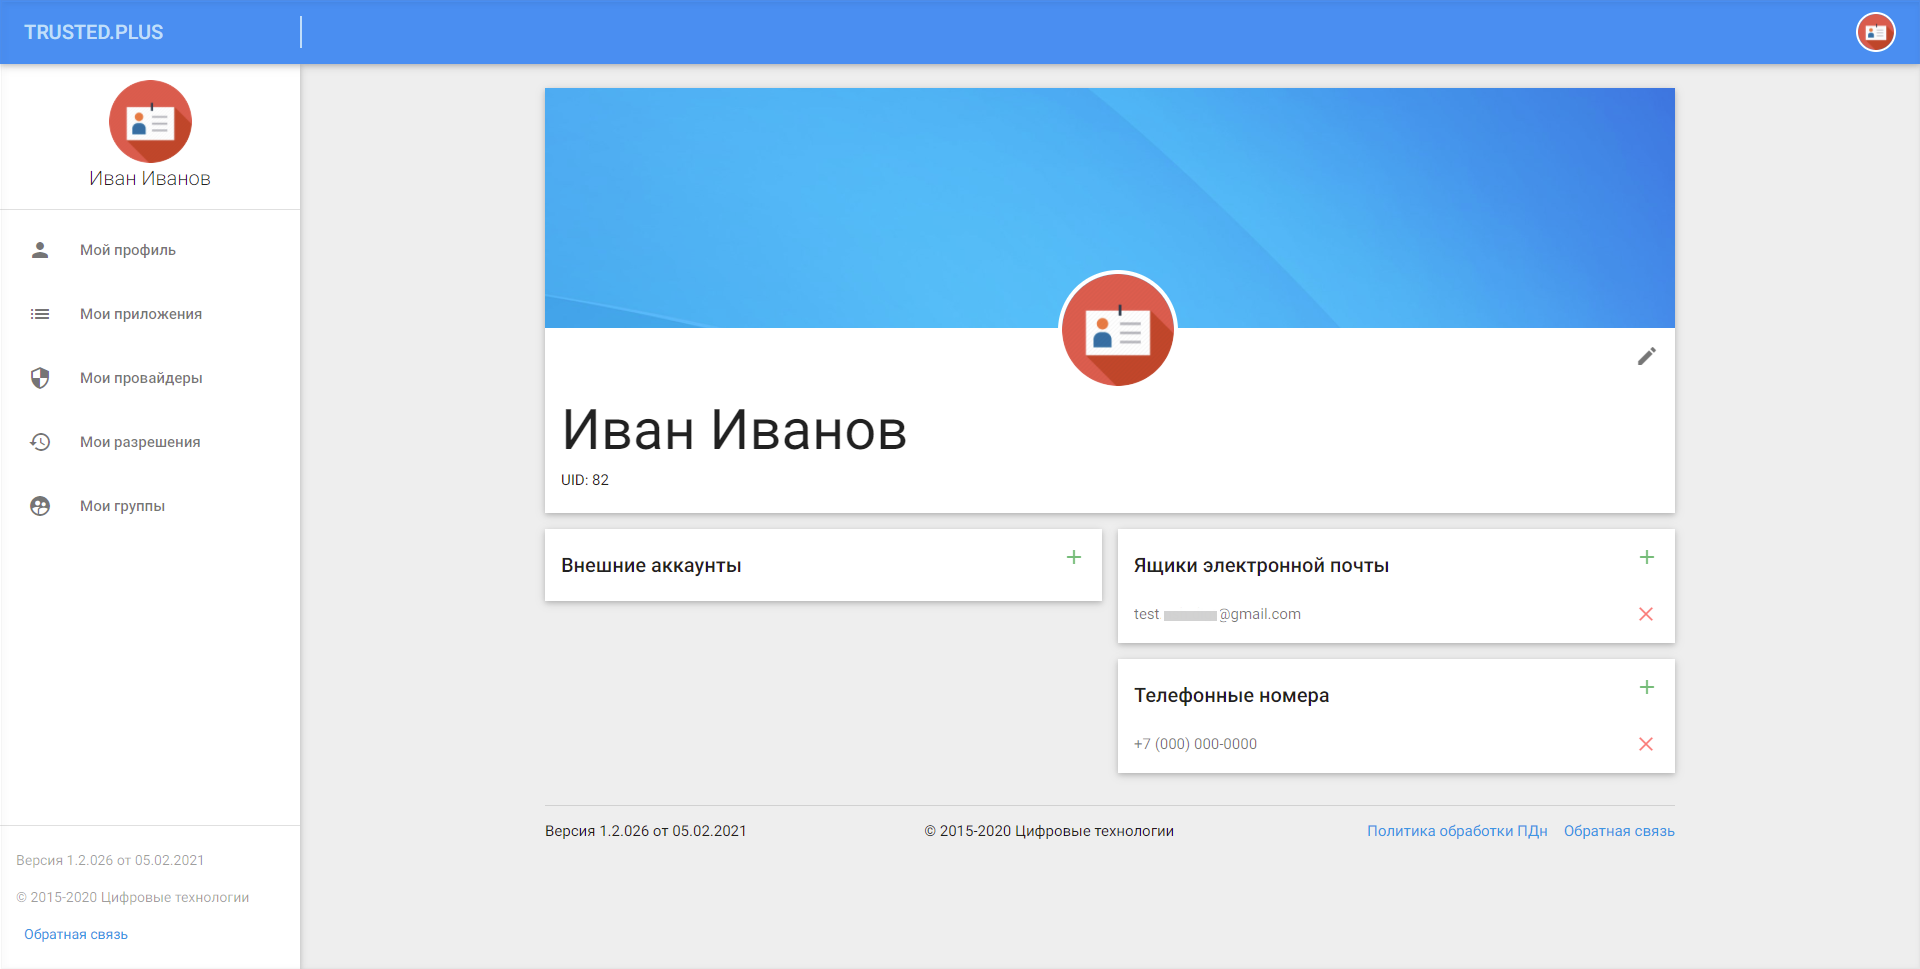 TRUSTED.PLUS
Иван Иванов
Мой профиль
Мои приложения
Мои провайдеры
Мои разрешения
Мои группы
Версия 1.2.026 от 05.02.2021
© 2015-2020 Цифровые технологии
Обратная связь
Иван Иванов
UID: 82
Внешние аккаунты
Ящики электронной почты
test @gmail.com
Телефонные номера
+7 (000) 000-0000
Версия 1.2.026 от 05.02.2021
© 2015-2020 Цифровые технологии
Политика обработки ПДн Обратная связь